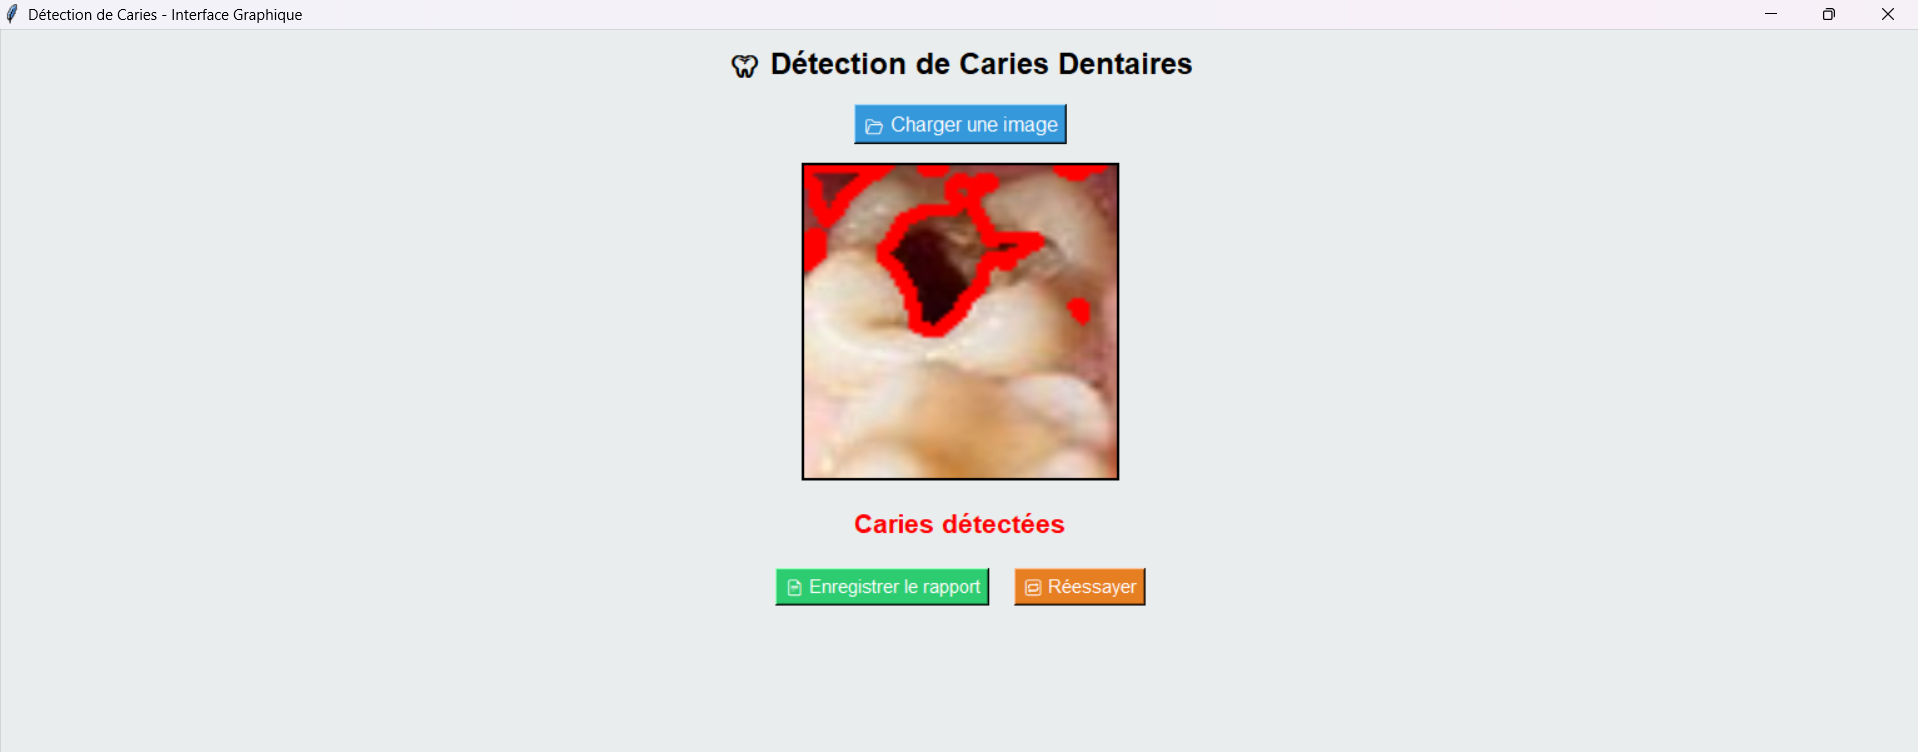 Détection de Caries - Interface Graphique
Détection de Caries Dentaires
Charger une image
Caries détectées
Enregistrer le rapport
Réessayer